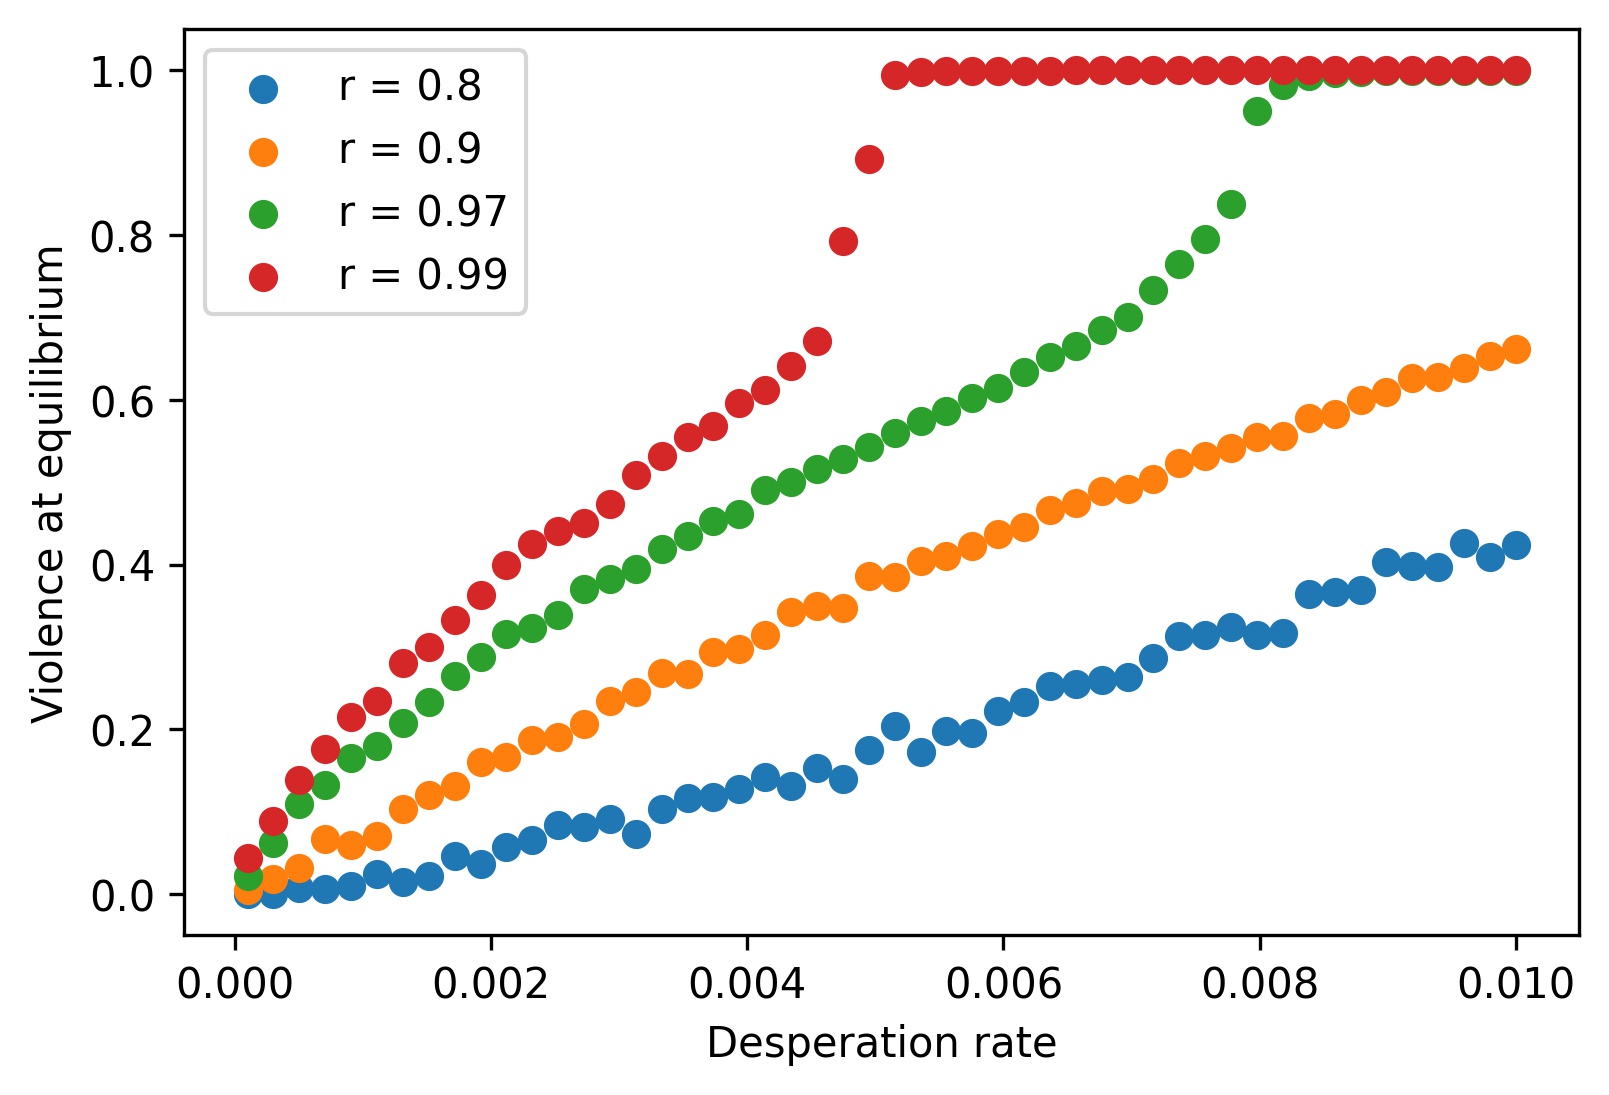 r = 0.8
r = 0.9
r = 0.97
r = 0.99
1.0
0.8
0.6
0.4
0.2
0.0
Violence at equilibrium
0.000 0.002 0.004 0.006 0.008 0.010
Desperation rate